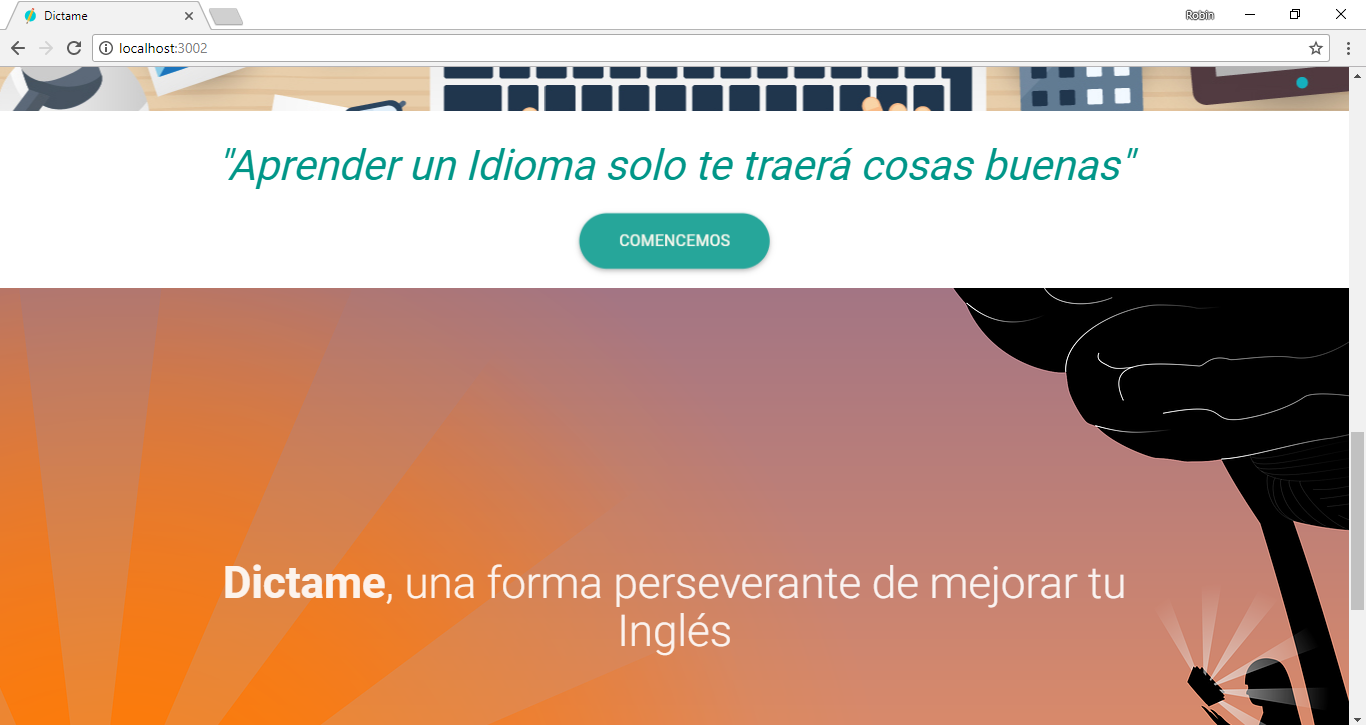 Dictame
Robin
localhost:3002
"Aprender un Idioma solo te traerá cosas buenas"
COMENCEMOS
Dictame, una forma perseverante de mejorar tu
Inglés